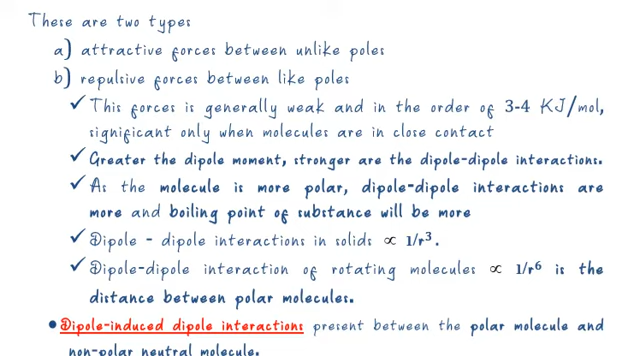 These are two types
a) attractive forces between unlike poles
b) repulsive forces between like poles
✓ This forces is generally weak and in the order of 3-4 KJ/mol,
significant only when molecules are in close contact
✓ Greater the dipole moment, stronger are the dipole-dipole interactions.
✓ As the molecule is more polar, dipole-dipole interactions are
more and boiling point of substance will be more
✓ Dipole - dipole interactions in solids ∝ 1/r³.
✓ Dipole-dipole interaction of rotating molecules ∝ 1/r⁶ is the
distance between polar molecules.
• Dipole-induced dipole interactions present between the polar molecule and
non-polar neutral molecule.